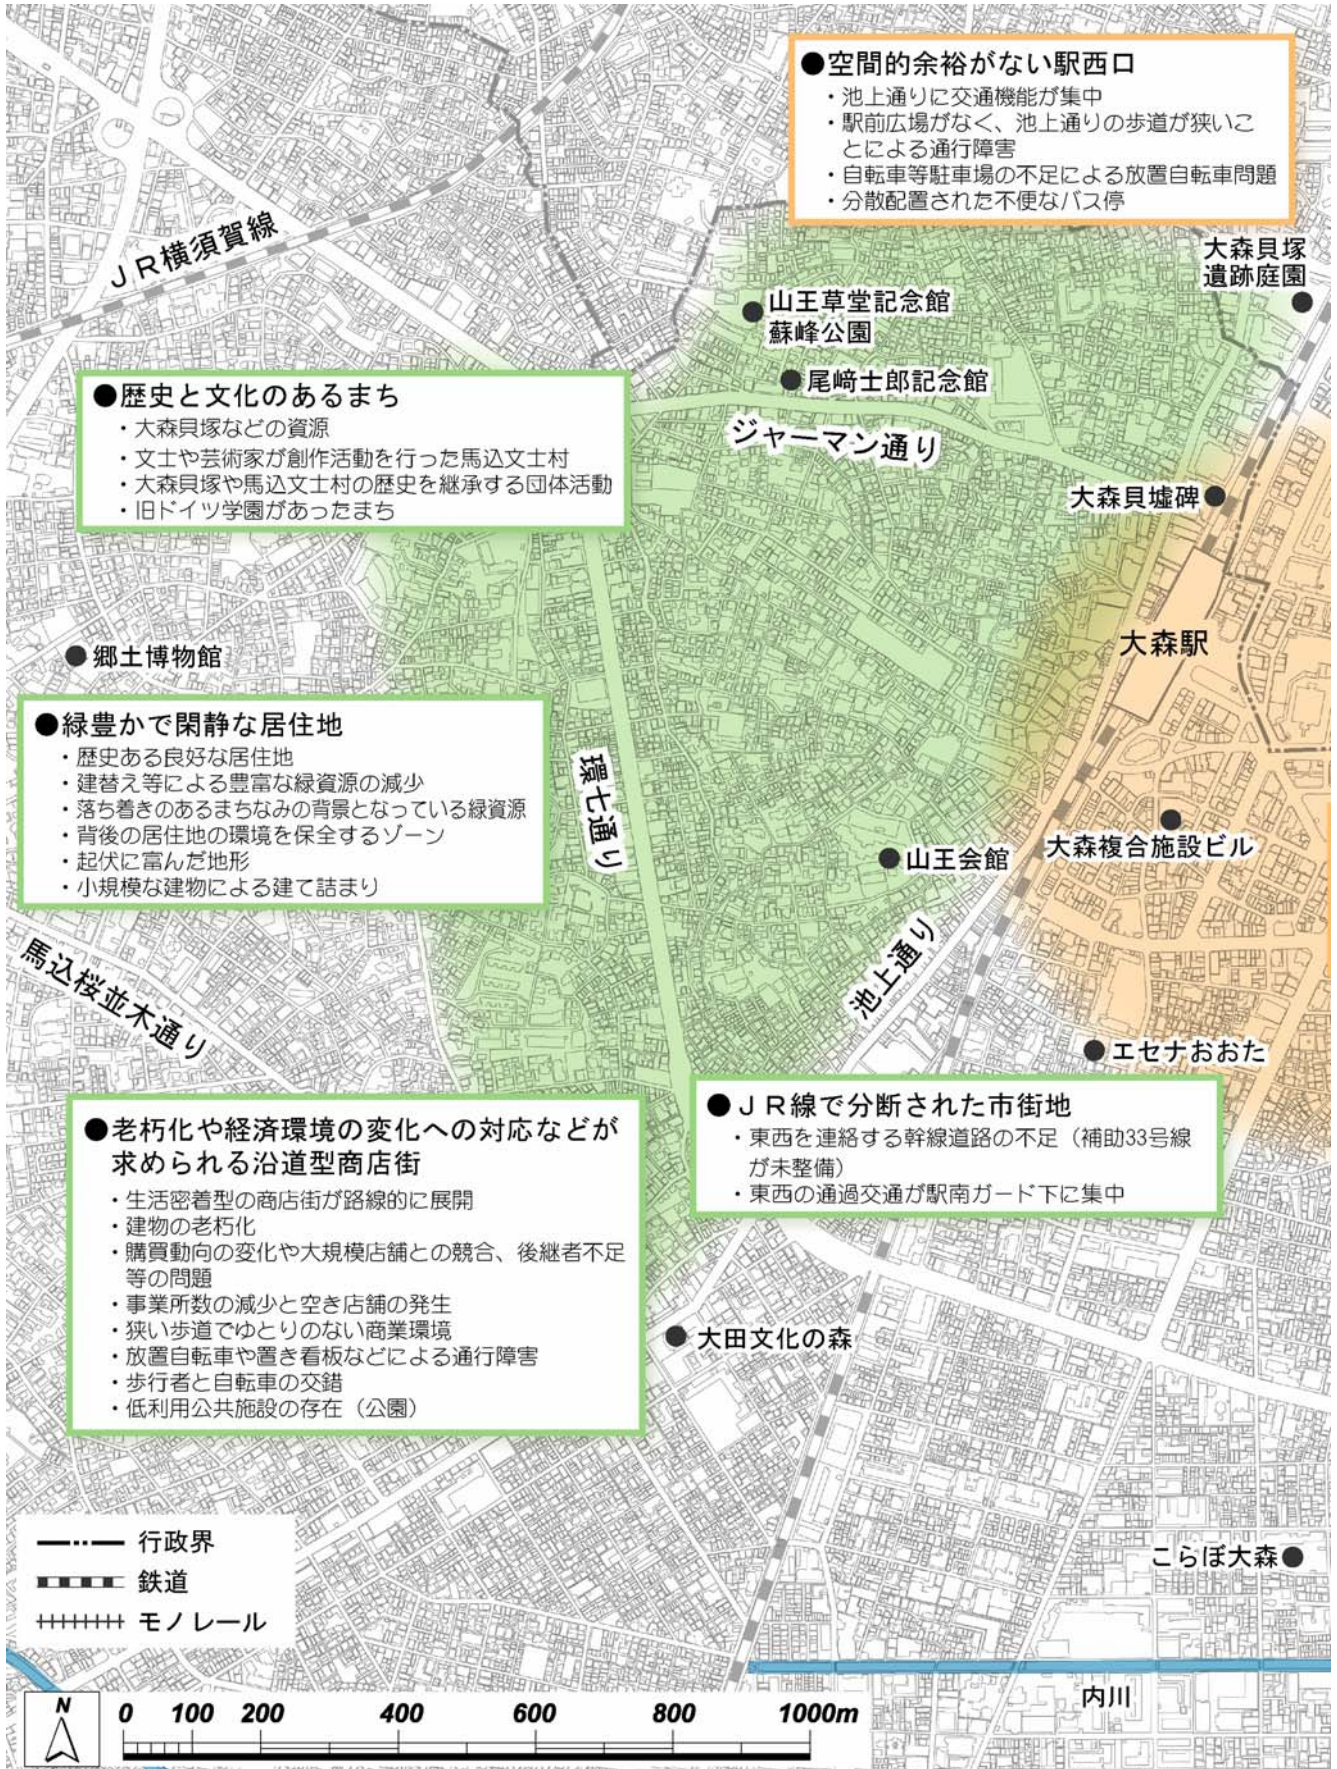 ●空間的余裕がない駅西口
・池上通りに交通機能が集中
・駅前広場がなく、池上通りの歩道が狭いこ
とによる通行障害
・自転車等駐車場の不足による放置自転車問題
・分散配置された不便なバス停
JR横須賀線
大森貝塚
遺跡庭園
山王草堂記念館
蘇峰公園
尾﨑士郎記念館
●歴史と文化のあるまち
・大森貝塚などの資源
・文士や芸術家が創作活動を行った馬込文士村
・大森貝塚や馬込文士村の歴史を継承する団体活動
・旧ドイツ学園があったまち
ジャーマン通り
大森貝墟碑
大森駅
郷土博物館
●緑豊かで閑静な居住地
・歴史ある良好な居住地
・建替え等による豊富な緑資源の減少
・落ち着きのあるまちなみの背景となっている緑資源
・背後の居住地の環境を保全するゾーン
・起伏に富んだ地形
・小規模な建物による建て詰まり
環七通り
大森複合施設ビル
山王会館
池上通り
馬込桜並木通り
エセナおおた
●JR線で分断された市街地
・東西を連絡する幹線道路の不足（補助33号線
が未整備）
・東西の通過交通が駅南ガード下に集中
●老朽化や経済環境の変化への対応などが
求められる沿道型商店街
・生活密着型の商店街が路線的に展開
・建物の老朽化
・購買動向の変化や大規模店舗との競合、後継者不足
等の問題
・事業所数の減少と空き店舗の発生
・狭い歩道でゆとりのない商業環境
・放置自転車や置き看板などによる通行障害
・歩行者と自転車の交錯
・低利用公共施設の存在（公園）
大田文化の森
行政界
鉄道
モノレール
こらぼ大森
内川
N
0 100 200 400 600 800 1000m